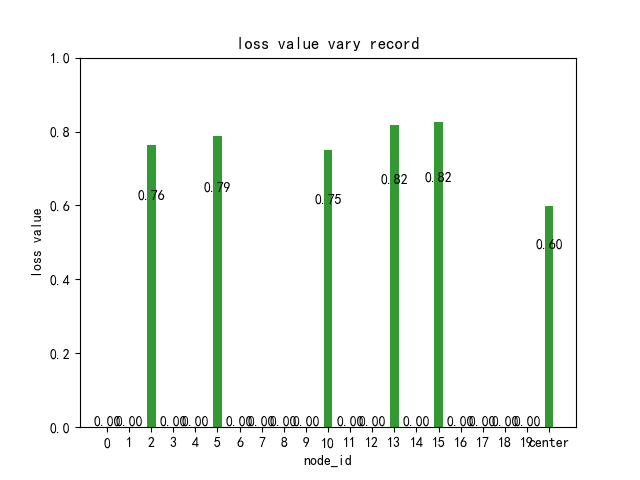 loss value vary record
1.0
0.8
0.6
0.4
0.2
0.0
loss value
0.00 0.00 0.76 0.00 0.00 0.79 0.00 0.00 0.00 0.00 0.75 0.00 0.00 0.82 0.00 0.82 0.00 0.00 0.00 0.00 0.60
0 1 2 3 4 5 6 7 8 9 10 11 12 13 14 15 16 17 18 19 center
node_id